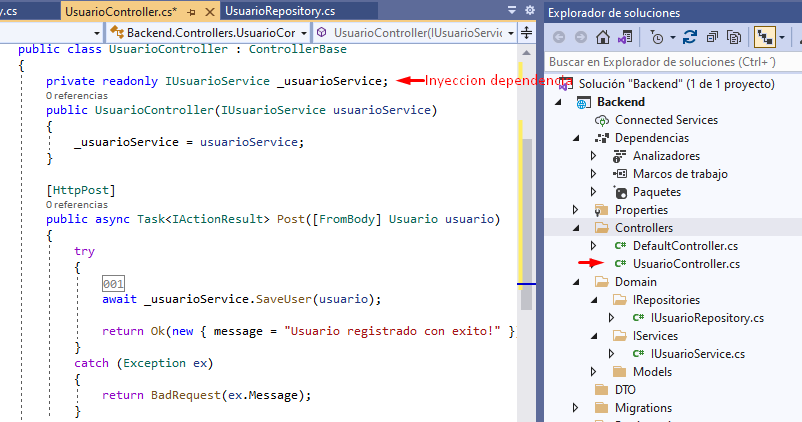 y.cs
UsuarioController.cs*
UsuarioRepository.cs
Backend.Controllers.UsuarioCor
UsuarioController(IUsuarioServic
public class UsuarioController : ControllerBase
{
private readonly IUsuarioService _usuarioService;
Inyeccion dependencia
0 referencias
public UsuarioController(IUsuarioService usuarioService)
{
_usuarioService = usuarioService;
}
[HttpPost]
0 referencias
public async Task<IActionResult> Post([FromBody] Usuario usuario)
{
try
{
001
await _usuarioService.SaveUser(usuario);
return Ok(new { message = "Usuario registrado con exito!" }
}
catch (Exception ex)
{
return BadRequest(ex.Message);
}
Explorador de soluciones
Buscar en Explorador de soluciones (Ctrl+´)
Solución "Backend" (1 de 1 proyecto)
Backend
Connected Services
Dependencias
Analizadores
Marcos de trabajo
Paquetes
Properties
Controllers
C# DefaultController.cs
C# UsuarioController.cs
Domain
IRepositories
C# IUsuarioRepository.cs
IServices
C# IUsuarioService.cs
Models
DTO
Migrations